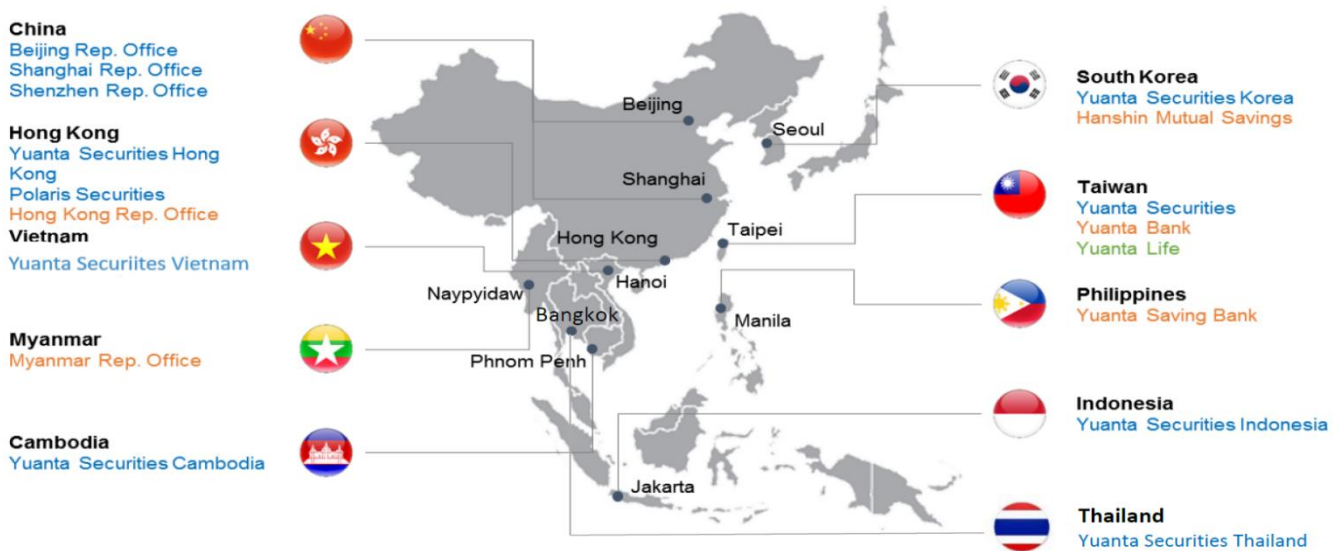 China
Beijing Rep. Office
Shanghai Rep. Office
Shenzhen Rep. Office
Hong Kong
Yuanta Securities Hong
Kong
Polaris Securities
Hong Kong Rep. Office
Vietnam
Yuanta Securiites Vietnam
Myanmar
Myanmar Rep. Office
Cambodia
Yuanta Securities Cambodia
Beijing
Seoul
Shanghai
Taipei
Hong Kong
Hanoi
Naypyidaw
Bangkok
Manila
Phnom Penh
Jakarta
South Korea
Yuanta Securities Korea
Hanshin Mutual Savings
Taiwan
Yuanta Securities
Yuanta Bank
Yuanta Life
Philippines
Yuanta Saving Bank
Indonesia
Yuanta Securities Indonesia
Thailand
Yuanta Securities Thailand